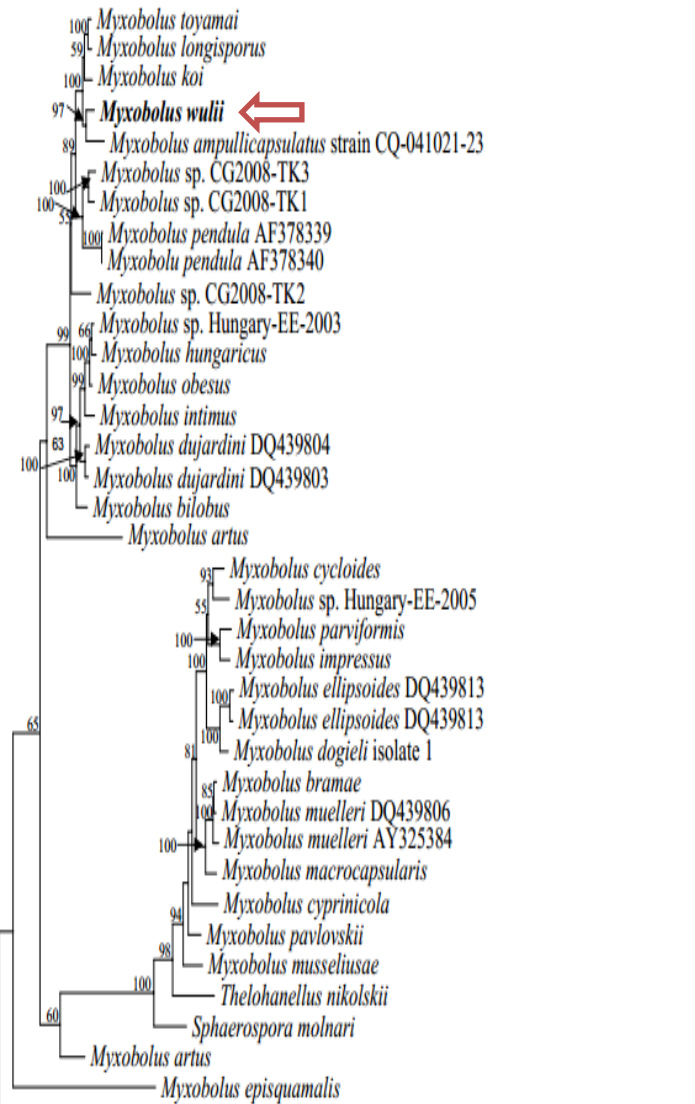 100 Myxobolus toyamai
59 Myxobolus longisporus
100 Myxobolus koi
97 Myxobolus wulii
89 Myxobolus ampullicapsulatus strain CQ-041021-23
Myxobolus sp. CG2008-TK3
100 Myxobolus sp. CG2008-TK1
100 55
100 Myxobolus pendula AF378339
Myxobolu pendula AF378340
Myxobolus sp. CG2008-TK2
99 66 Myxobolus sp. Hungary-EE-2003
100 Myxobolus hungaricus
99 Myxobolus obesus
97 Myxobolus intimus
63 Myxobolus dujardini DQ439804
100 100 Myxobolus dujardini DQ439803
Myxobolus bilobus
Myxobolus artus
93 Myxobolus cycloides
55 Myxobolus sp. Hungary-EE-2005
100 Myxobolus parviformis
100 Myxobolus impressus
100 Myxobolus ellipsoides DQ439813
Myxobolus ellipsoides DQ439813
100
81 Myxobolus dogieli isolate 1
85 Myxobolus bramae
100 Myxobolus muelleri DQ439806
100 Myxobolus muelleri AY325384
Myxobolus macrocapsularis
94 Myxobolus cyprinicola
Myxobolus pavlovskii
98 Myxobolus musseliusae
100 Thelohanellus nikolskii
60 Sphaerospora molnari
Myxobolus artus
Myxobolus episquamalis
65